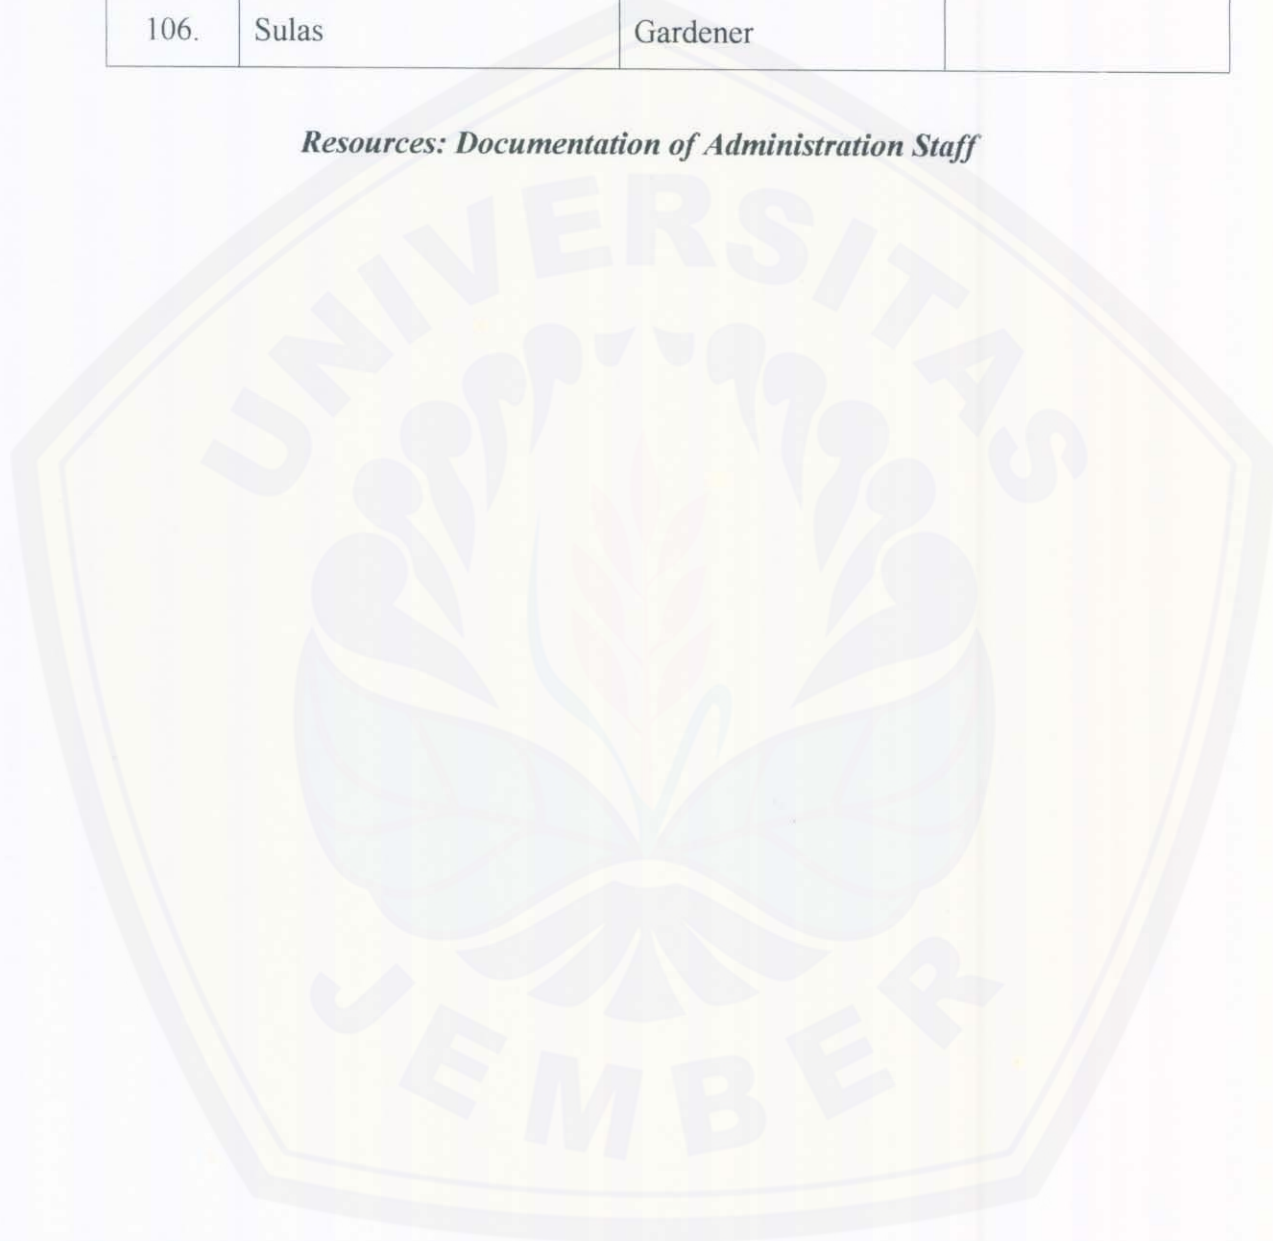 106. Sulas Gardener
Resources: Documentation of Administration Staff
UNIVERSITAS
JEMBER